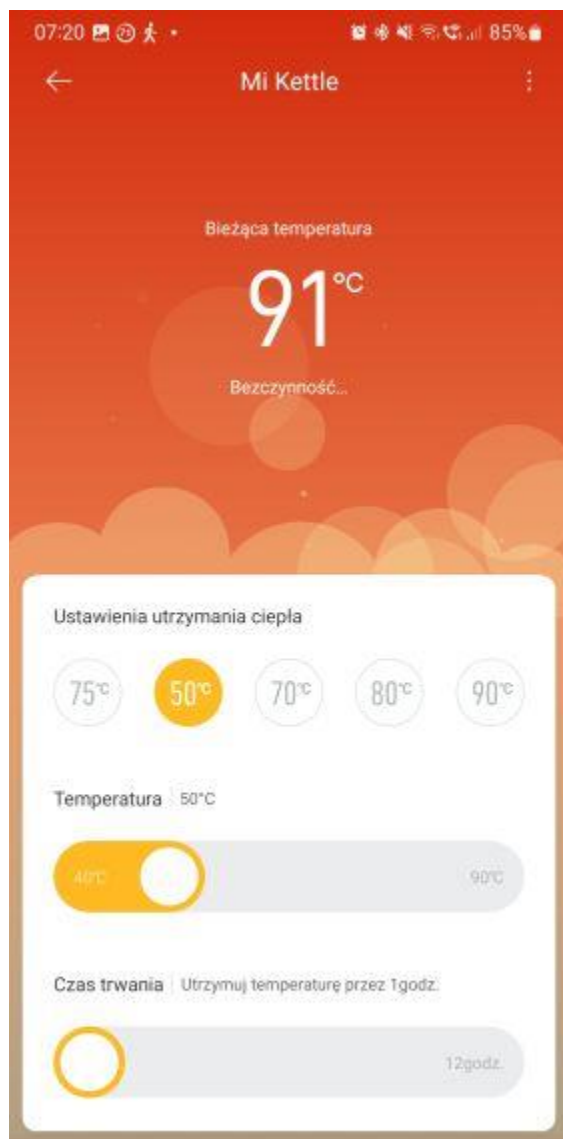 07:20 85%
Mi Kettle
Bieżąca temperatura
91°C
Bezczynność...
Ustawienia utrzymania ciepła
75°C 50°C 70°C 80°C 90°C
Temperatura 50°C
40°C 90°C
Czas trwania Utrzymuj temperaturę przez 1godz.
12godz.